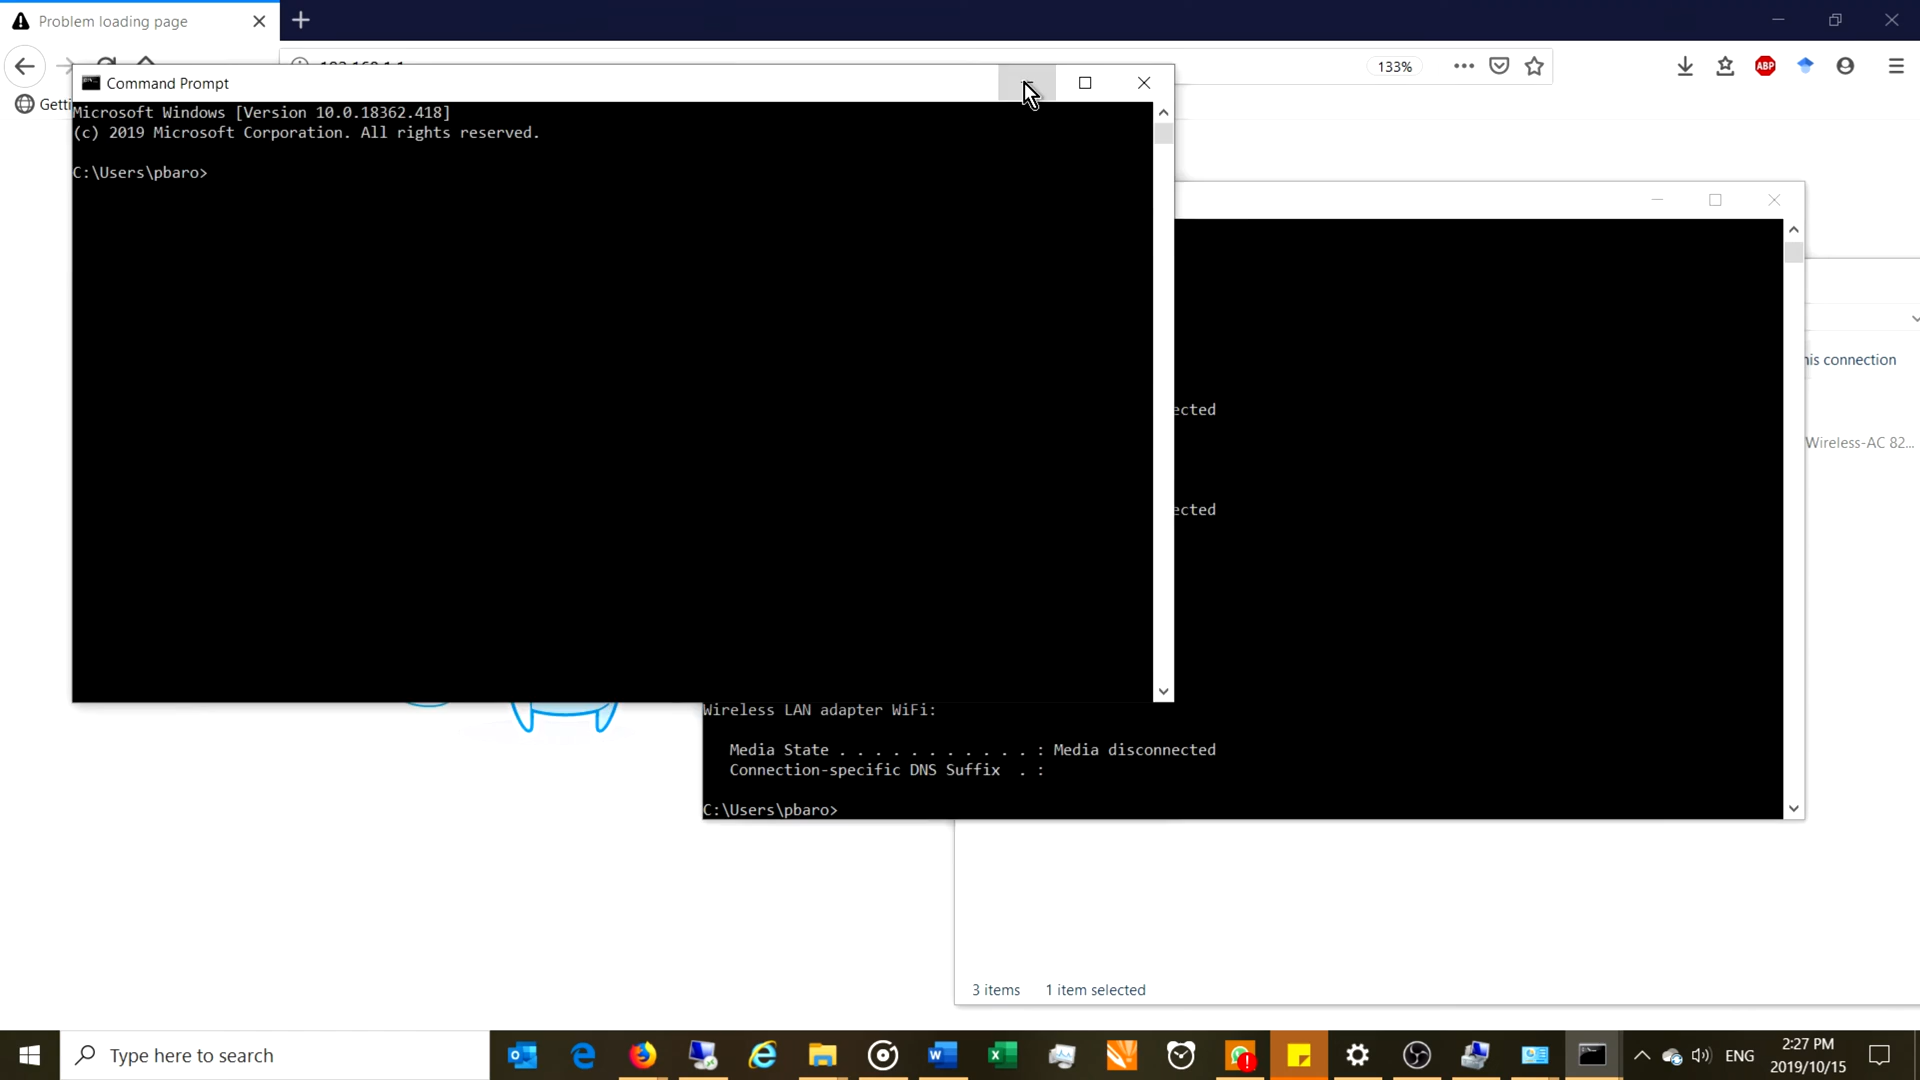 Problem loading page
133%
ABP
Command Prompt
Microsoft Windows [Version 10.0.18362.418]
(c) 2019 Microsoft Corporation. All rights reserved.
C:\Users\pbaro>
Getti
ected
ected
his connection
Wireless-AC 82...
Wireless LAN adapter WiFi:
Media State . . . . . . . . . . . : Media disconnected
Connection-specific DNS Suffix . :
C:\Users\pbaro>
3 items 1 item selected
Type here to search
ENG
2:27 PM
2019/10/15